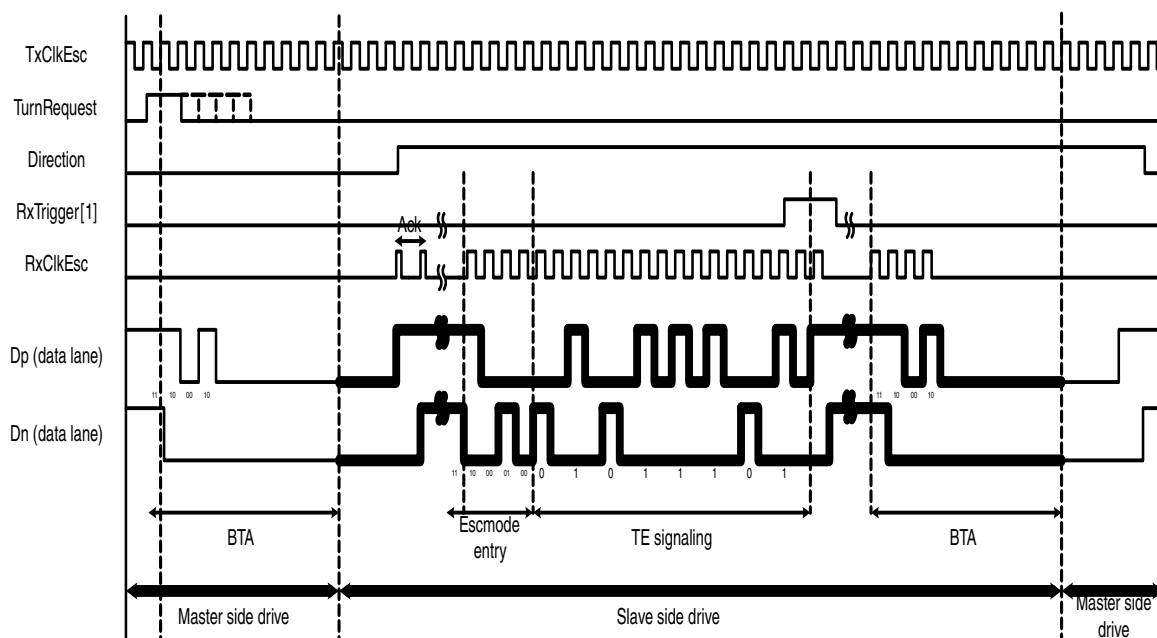 TxClkEsc
TurnRequest
Direction
RxTrigger[1]
Ack
RxClkEsc
Dp (data lane)
11 10 00 10
11 10 00 10
Dn (data lane)
11 10 00 01 00 0 1 0 1 1 1 0 1
BTA
Escmode
entry
TE signaling
BTA
Master side drive
Slave side drive
Master side
drive